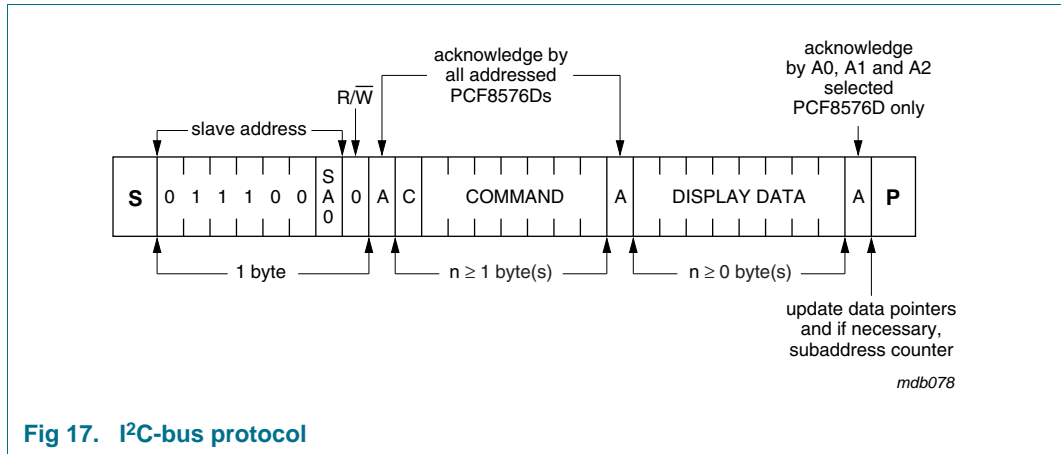 acknowledge by
all addressed
PCF8576Ds
acknowledge
by A0, A1 and A2
selected
PCF8576D only
R/W̅
slave address
S 0 1 1 1 0 0 SA0 0 A C COMMAND A DISPLAY DATA A P
1 byte
n ≥ 1 byte(s)
n ≥ 0 byte(s)
update data pointers
and if necessary,
subaddress counter
mdb078
Fig 17. I²C-bus protocol